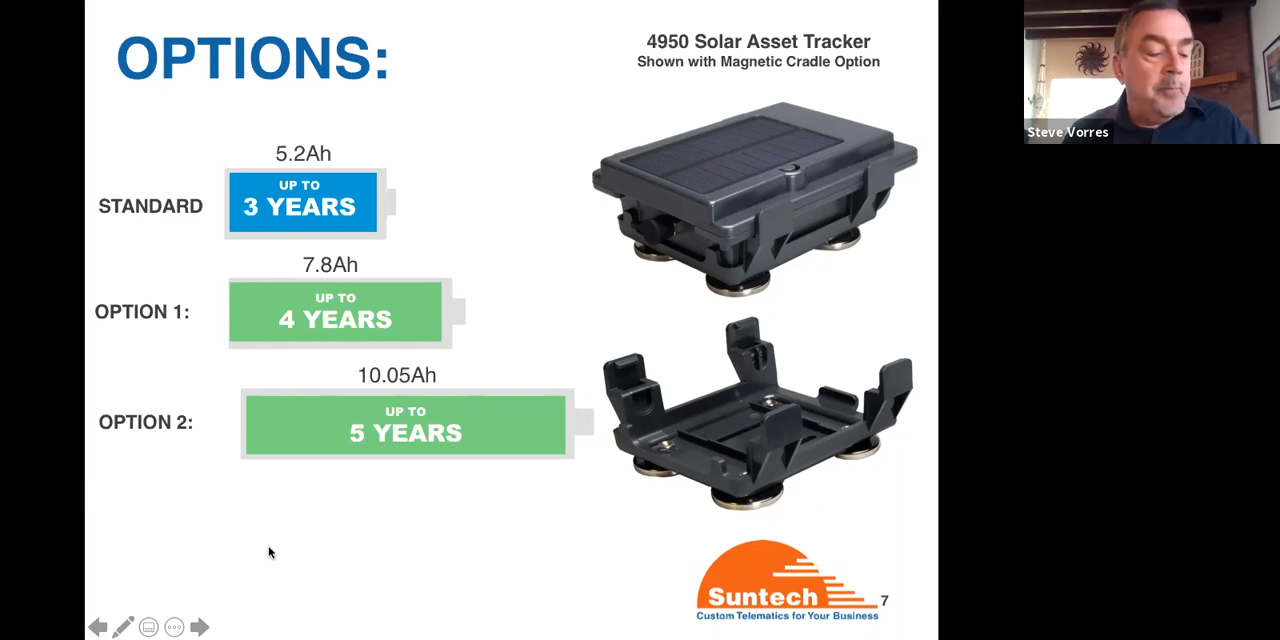 OPTIONS:
4950 Solar Asset Tracker
Shown with Magnetic Cradle Option
Steve Vorres
5.2Ah
STANDARD
UP TO
3 YEARS
7.8Ah
OPTION 1:
UP TO
4 YEARS
10.05Ah
OPTION 2:
UP TO
5 YEARS
Suntech
Custom Telematics for Your Business
7